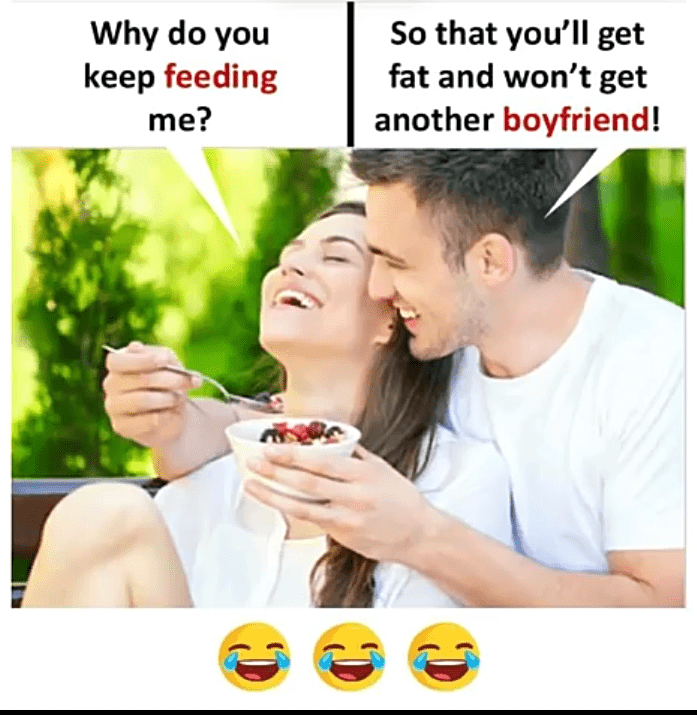 Why do you
keep feeding
me?
So that you’ll get
fat and won’t get
another boyfriend!